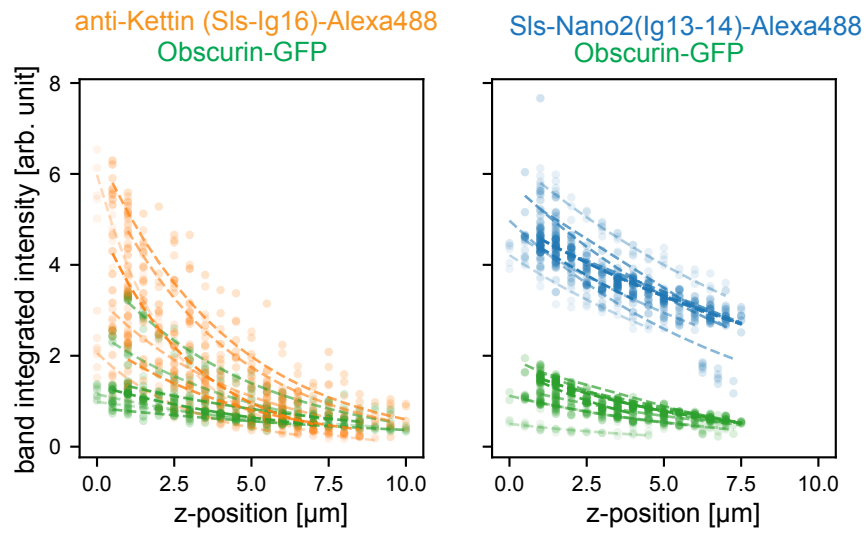 anti-Kettin (Sls-Ig16)-Alexa488
Obscurin-GFP
Sls-Nano2(Ig13-14)-Alexa488
Obscurin-GFP
band integrated intensity [arb. unit]
8
6
4
2
0
0.0 2.5 5.0 7.5 10.0
z-position [µm]
0.0 2.5 5.0 7.5 10.0
z-position [µm]